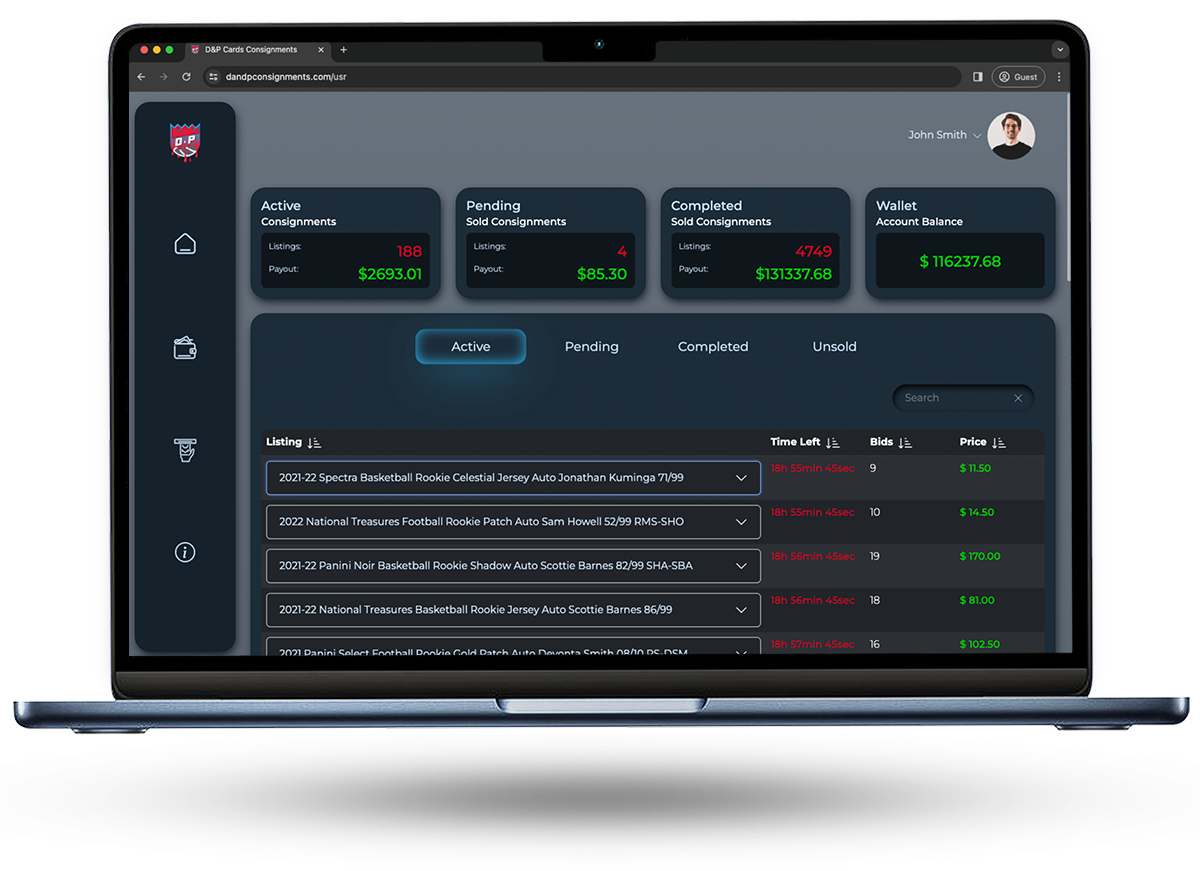 D&P Cards Consignments
dandpconsignments.com/usr
Guest
D P
John Smith
Active
Consignments
Listings: 188
Payout: $2693.01
Pending
Sold Consignments
Listings: 4
Payout: $85.30
Completed
Sold Consignments
Listings: 4749
Payout: $131337.68
Wallet
Account Balance
$ 116237.68
Active Pending Completed Unsold
Search
Listing Time Left Bids Price
2021-22 Spectra Basketball Rookie Celestial Jersey Auto Jonathan Kuminga 71/99 18h 55min 45sec 9 $ 11.50
2022 National Treasures Football Rookie Patch Auto Sam Howell 52/99 RMS-SHO 18h 55min 45sec 10 $ 14.50
2021-22 Panini Noir Basketball Rookie Shadow Auto Scottie Barnes 82/99 SHA-SBA 18h 56min 45sec 19 $ 170.00
2021-22 National Treasures Basketball Rookie Jersey Auto Scottie Barnes 86/99 18h 56min 45sec 18 $ 81.00
2021 Panini Select Football Rookie Gold Patch Auto Devonta Smith 08/10 PS-DSM 18h 57min 45sec 16 $ 102.50